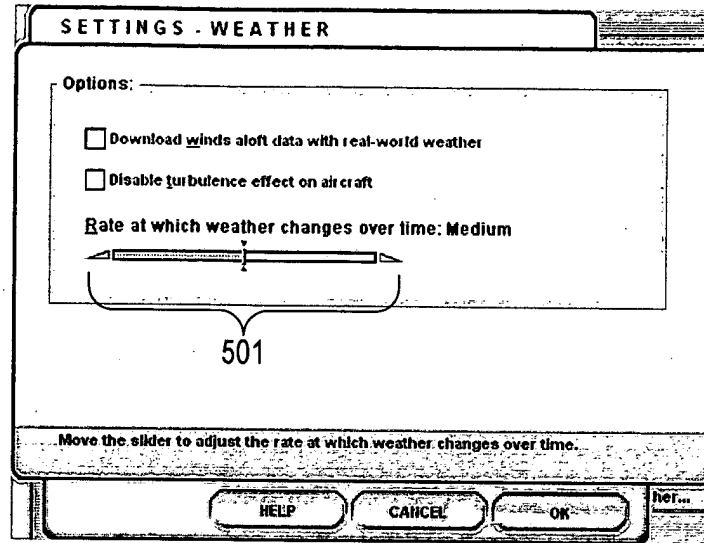 SETTINGS - WEATHER
Options:
Download winds aloft data with real-world weather
Disable turbulence effect on aircraft
Rate at which weather changes over time: Medium
501
Move the slider to adjust the rate at which weather changes over time.
her...
HELP
CANCEL
OK